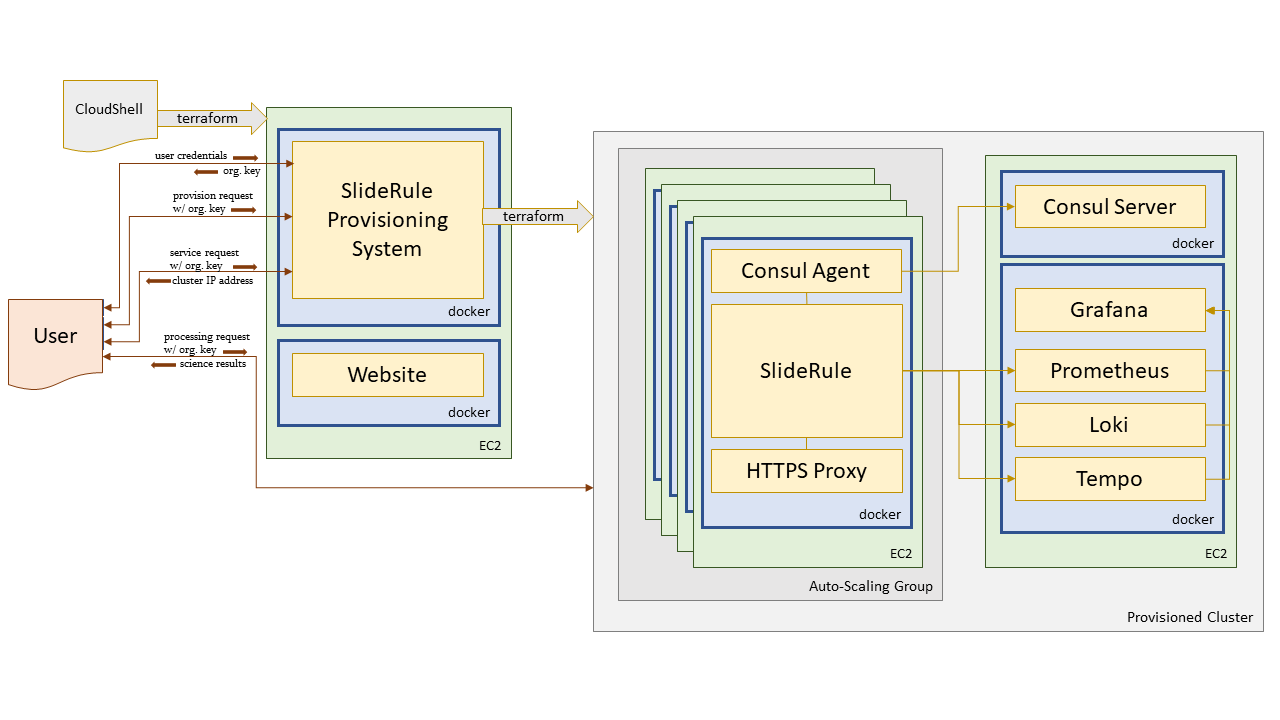 CloudShell
terraform
user credentials
org. key
provision request
w/ org. key
service request
w/ org. key
cluster IP address
processing request
w/ org. key
science results
User
SlideRule
Provisioning
System
docker
Website
docker
EC2
terraform
Consul Agent
SlideRule
HTTPS Proxy
docker
EC2
Auto-Scaling Group
Consul Server
docker
Grafana
Prometheus
Loki
Tempo
docker
EC2
Provisioned Cluster